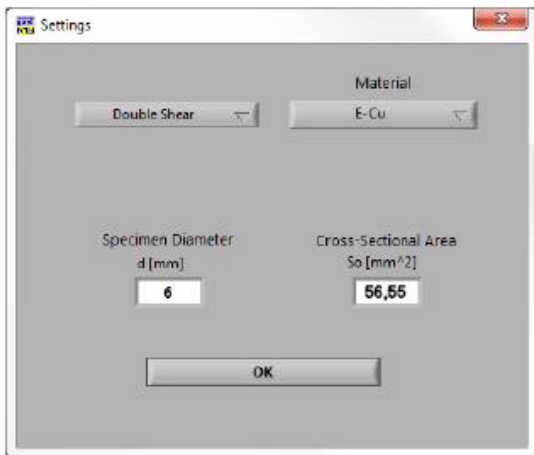 Settings
Material
Double Shear
E-Cu
Specimen Diameter
d [mm]
6
Cross-Sectional Area
So [mm^2]
56,55
OK